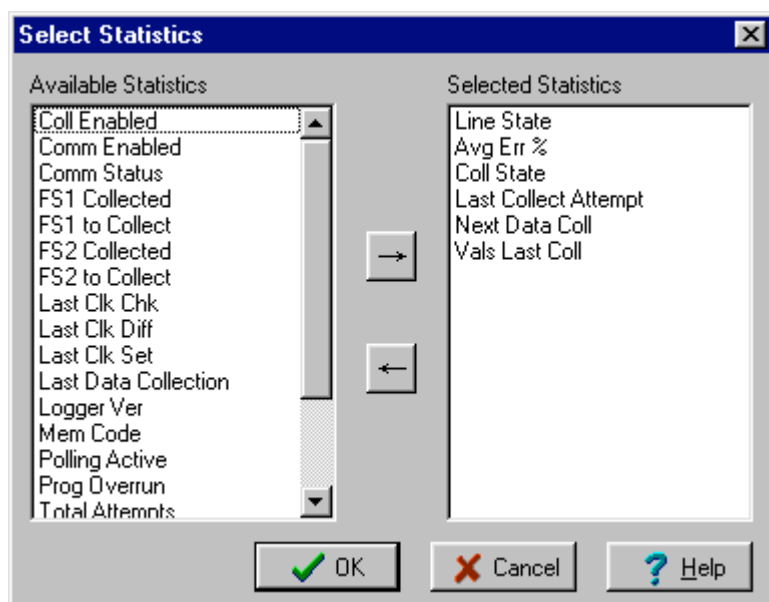 Select Statistics
Available Statistics
Coll Enabled
Comm Enabled
Comm Status
FS1 Collected
FS1 to Collect
FS2 Collected
FS2 to Collect
Last Clk Chk
Last Clk Diff
Last Clk Set
Last Data Collection
Logger Ver
Mem Code
Polling Active
Prog Overrun
Total Attempts
Selected Statistics
Line State
Avg Err %
Coll State
Last Collect Attempt
Next Data Coll
Vals Last Coll
OK
Cancel
Help